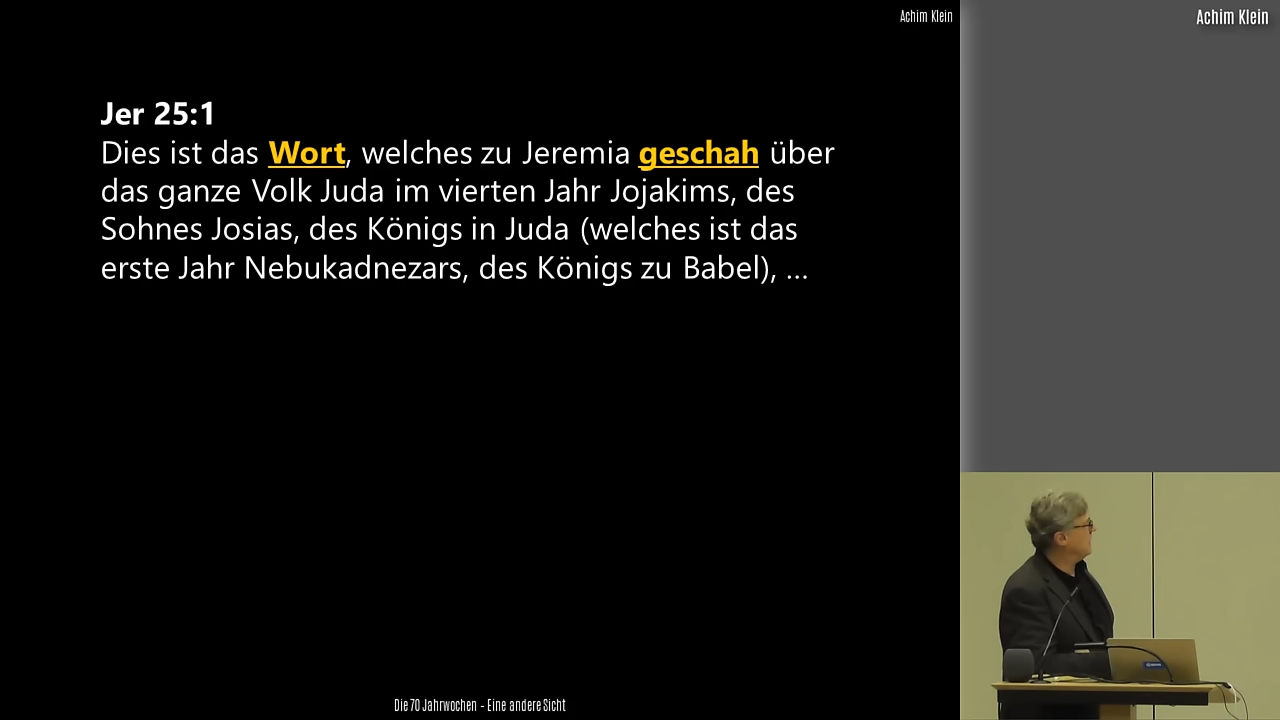 Achim Klein
Achim Klein
Jer 25:1
Dies ist das Wort, welches zu Jeremia geschah über
das ganze Volk Juda im vierten Jahr Jojakims, des
Sohnes Josias, des Königs in Juda (welches ist das
erste Jahr Nebukadnezars, des Königs zu Babel), ...
Die 70 Jahrwochen - Eine andere Sicht